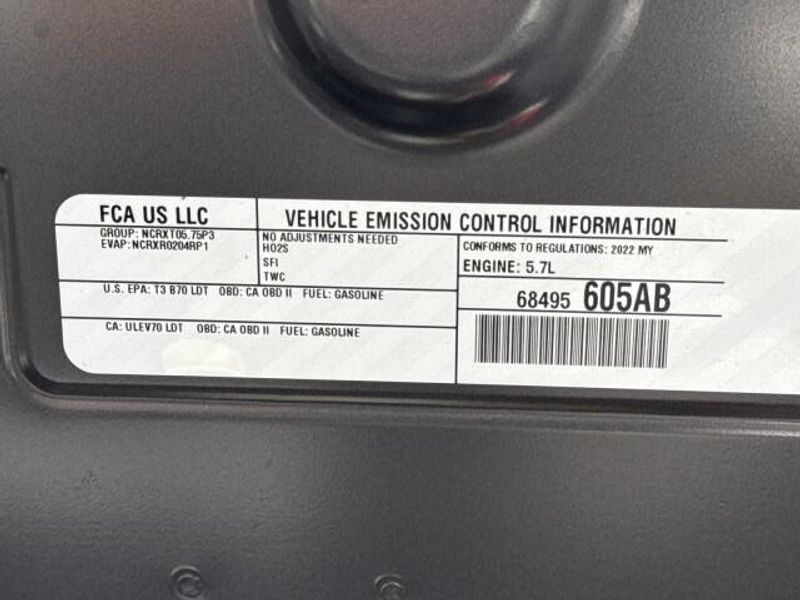 FCA US LLC
VEHICLE EMISSION CONTROL INFORMATION
GROUP: NCRXT05.75P3
EVAP: NCRXR0204RP1
NO ADJUSTMENTS NEEDED
HO2S
SFI
TWC
CONFORMS TO REGULATIONS: 2022 MY
ENGINE: 5.7L
U.S. EPA: T3 B70 LDT OBD: CA OBD II FUEL: GASOLINE
68495 605AB
CA: ULEV70 LDT OBD: CA OBD II FUEL: GASOLINE